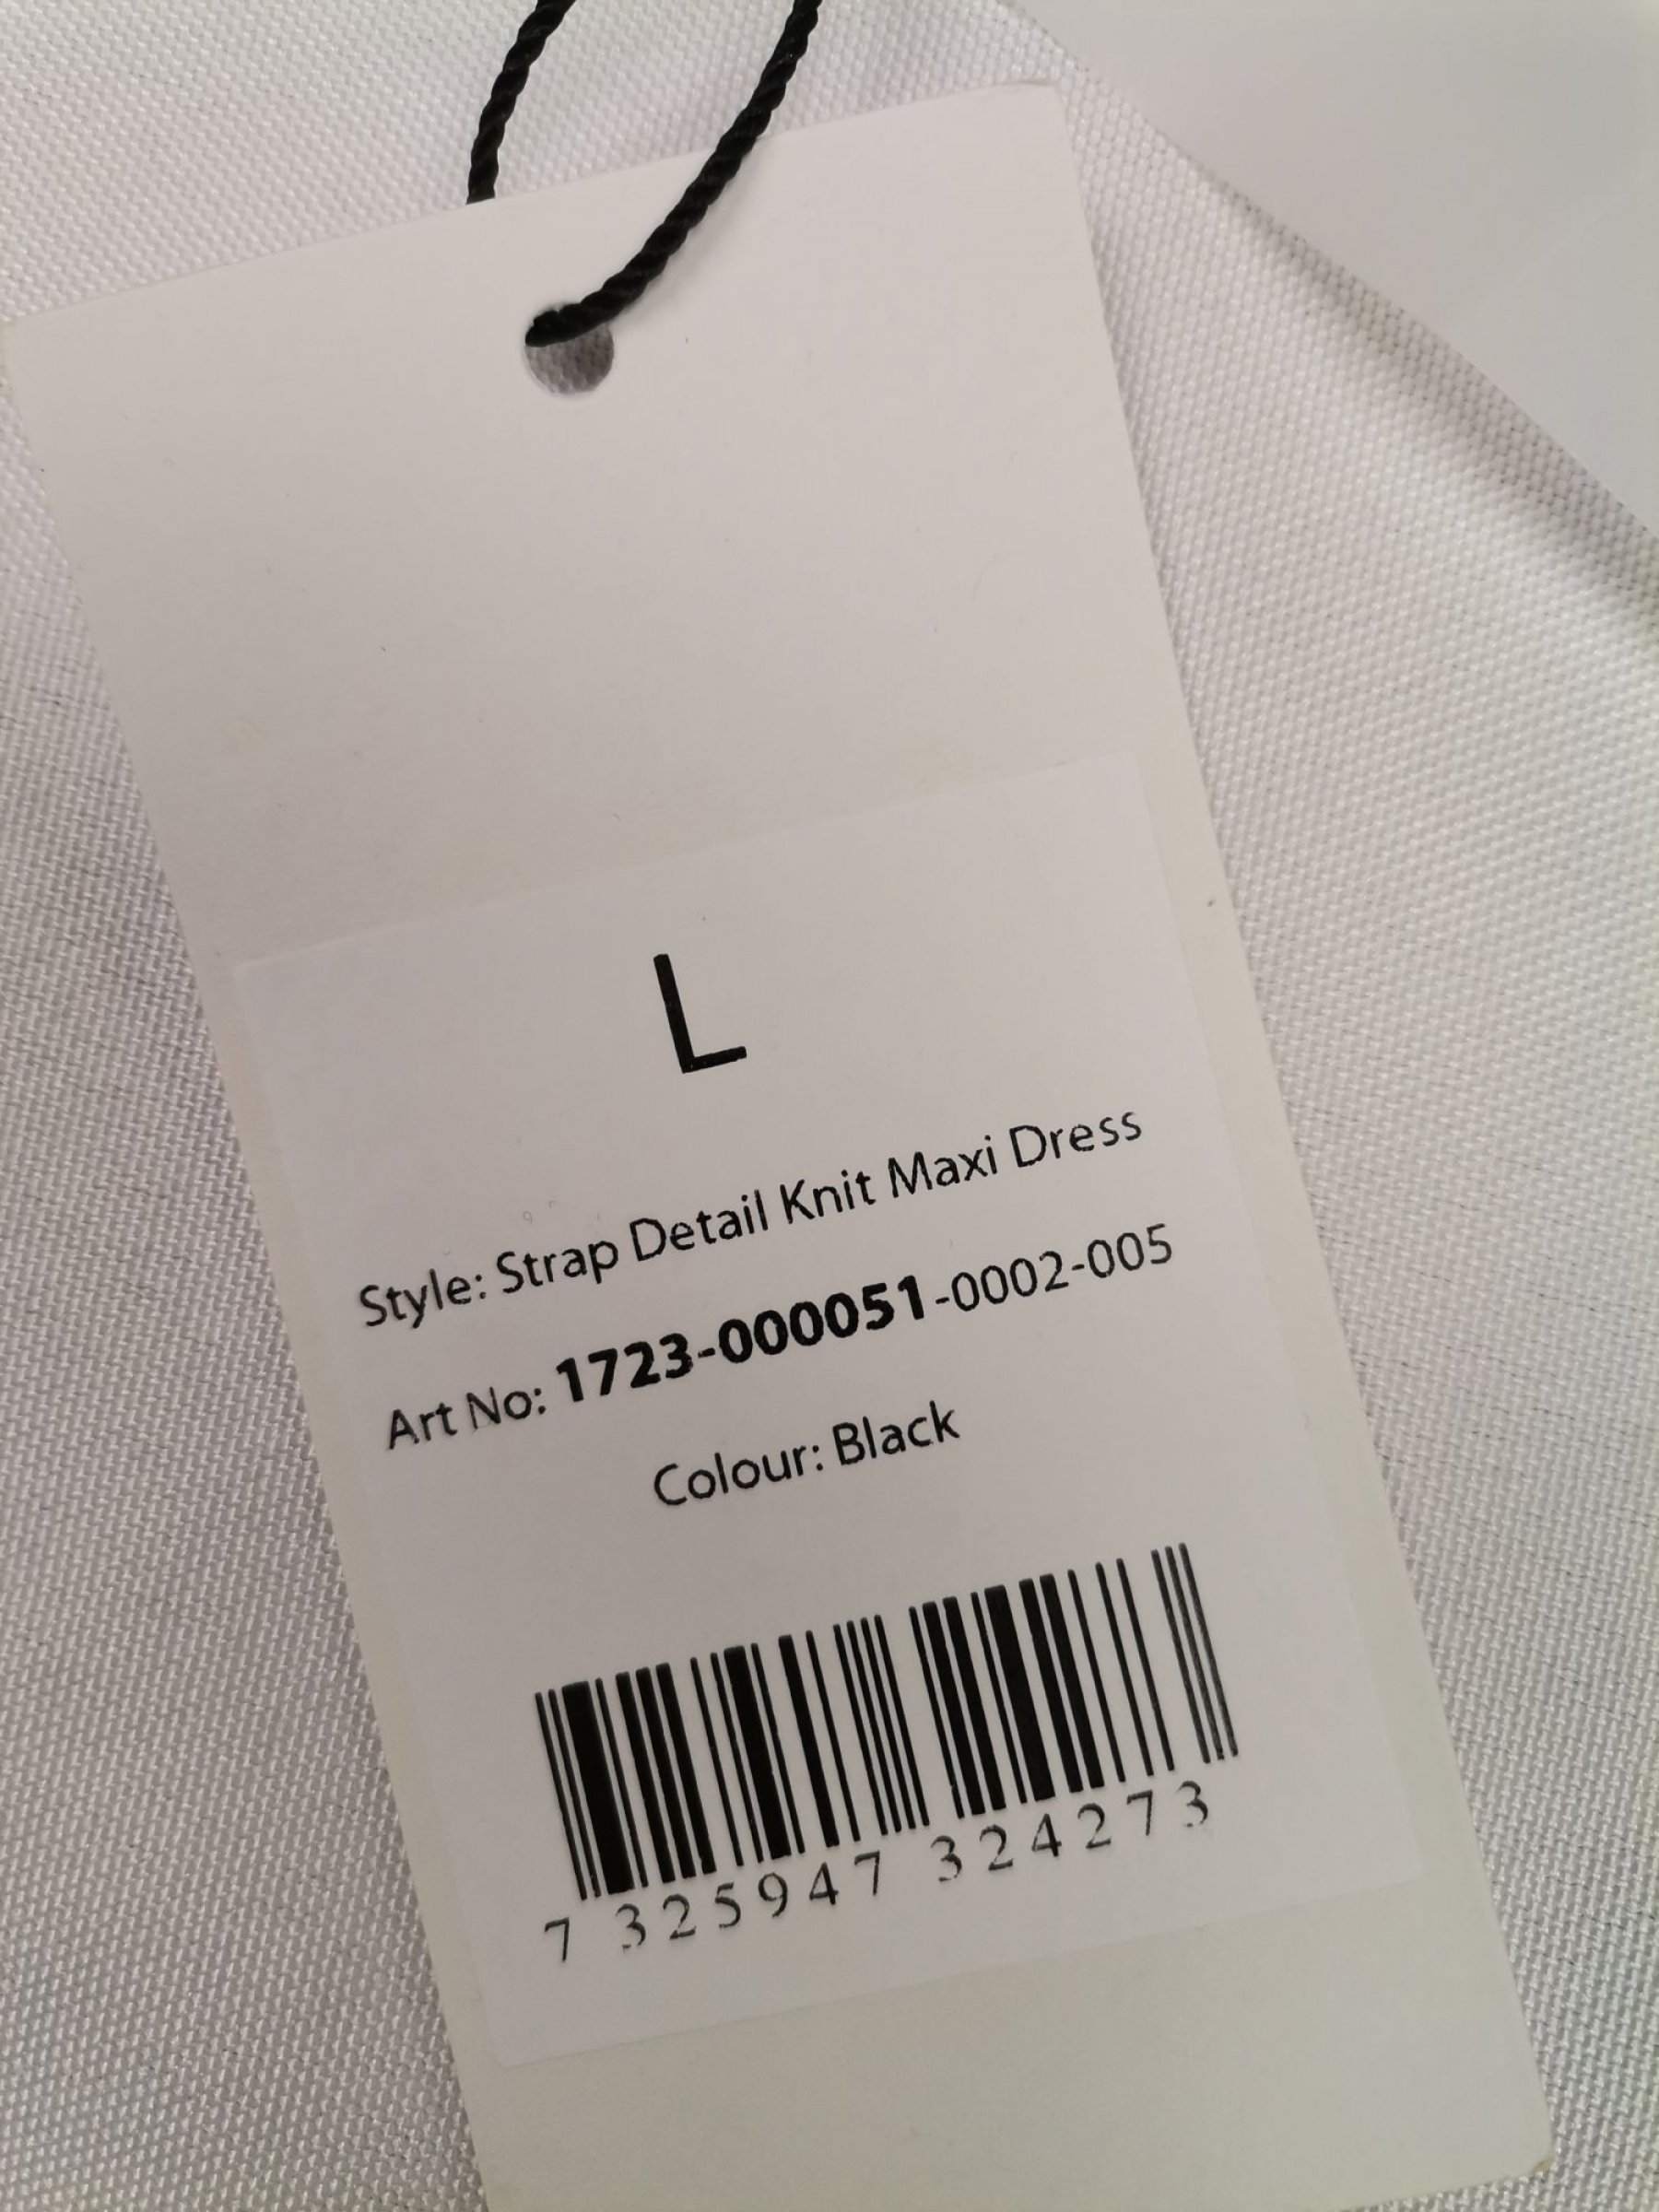 L
Style: Strap Detail Knit Maxi Dress
Art No: 1723-000051-0002-005
Colour: Black
7 325947 324273